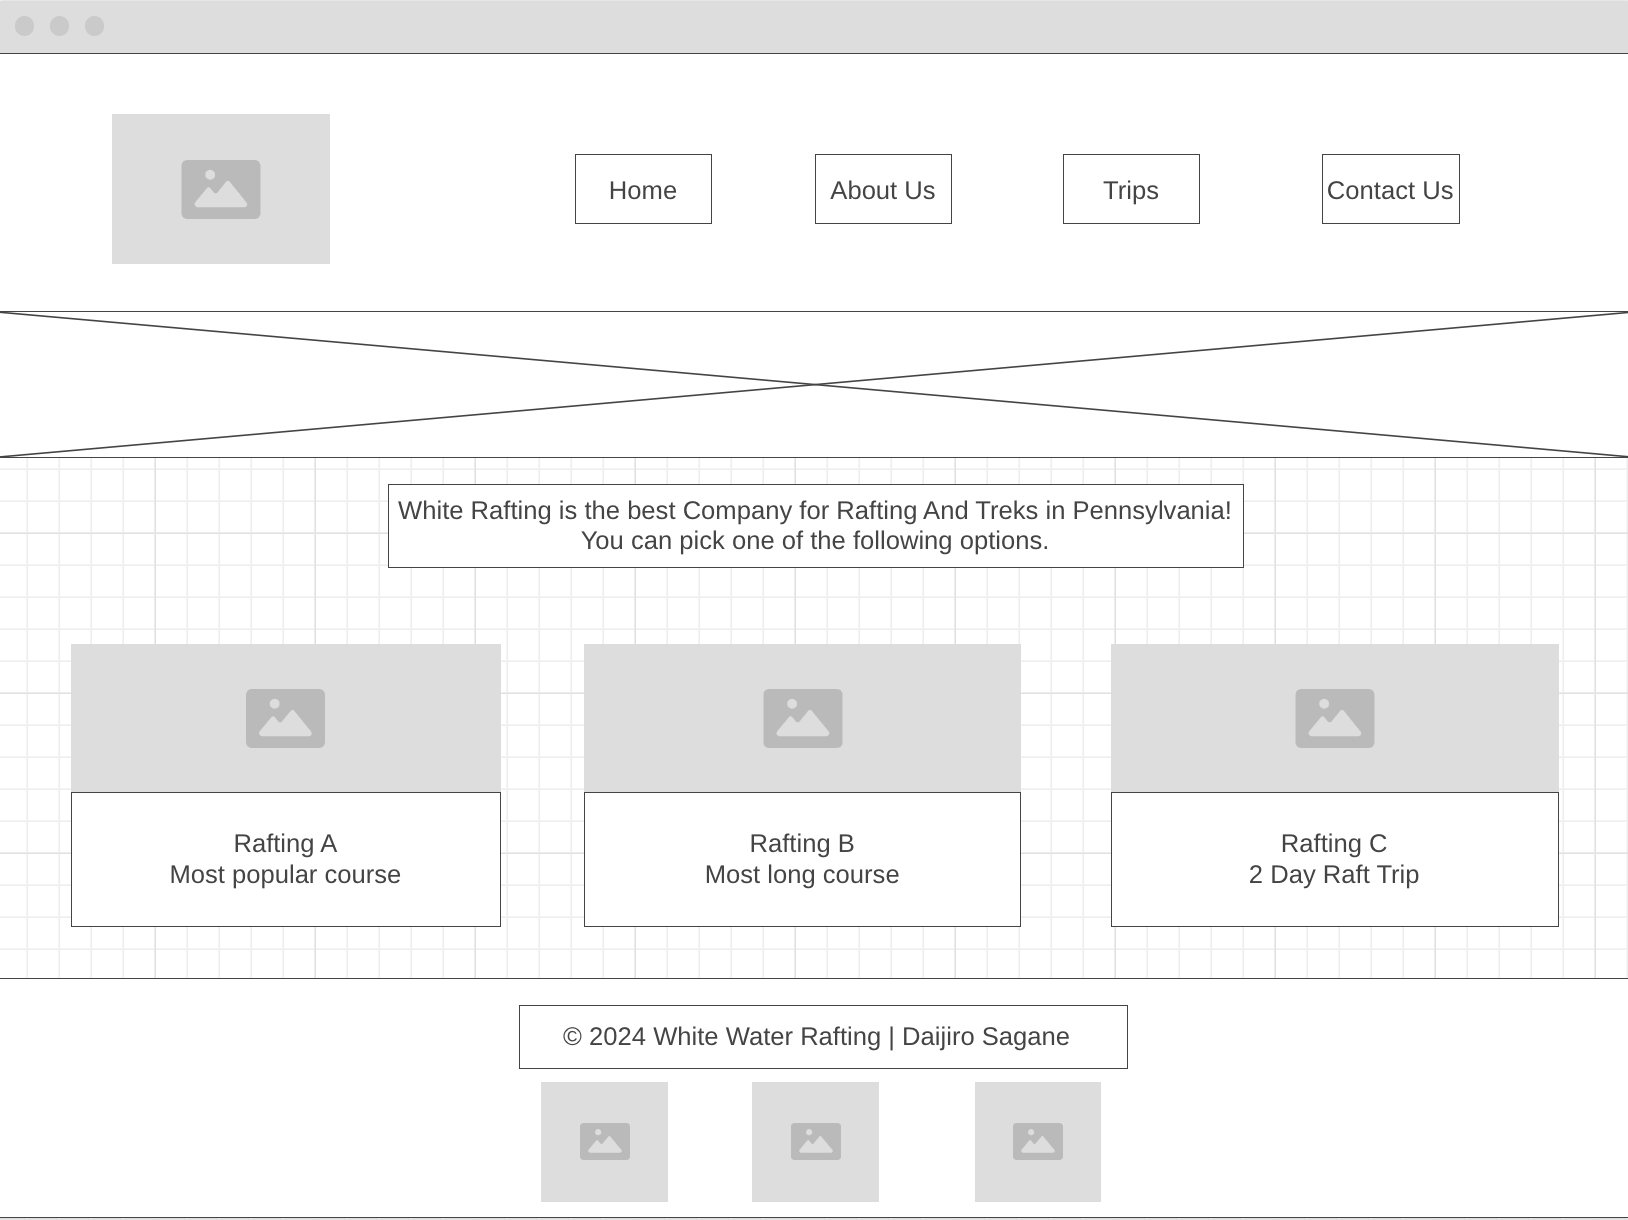 Home
About Us
Trips
Contact Us
White Rafting is the best Company for Rafting And Treks in Pennsylvania!
You can pick one of the following options.
Rafting A
Most popular course
Rafting B
Most long course
Rafting C
2 Day Raft Trip
© 2024 White Water Rafting | Daijiro Sagane